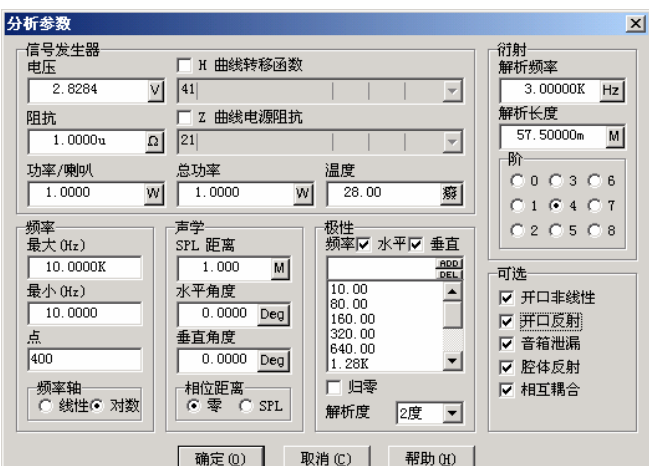 分析参数
信号发生器
电压
2.8284 V
H 曲线转移函数
41
阻抗
1.0000u Ω
Z 曲线电源阻抗
21
功率/喇叭
1.0000 W
总功率
1.0000 W
温度
28.00 癈
衍射
解析频率
3.00000K Hz
解析长度
57.50000m M
阶
0 3 6
1 4 7
2 5 8
频率
最大(Hz)
10.0000K
最小(Hz)
10.0000
点
400
频率轴
线性 对数
声学
SPL 距离
1.000 M
水平角度
0.0000 Deg
垂直角度
0.0000 Deg
相位距离
零 SPL
极性
频率 水平 垂直
ADD
DEL
10.00
80.00
160.00
320.00
640.00
1.28K
归零
解析度 2度
可选
开口非线性
开口反射
音箱泄漏
腔体反射
相互耦合
确定(O) 取消(C) 帮助(H)